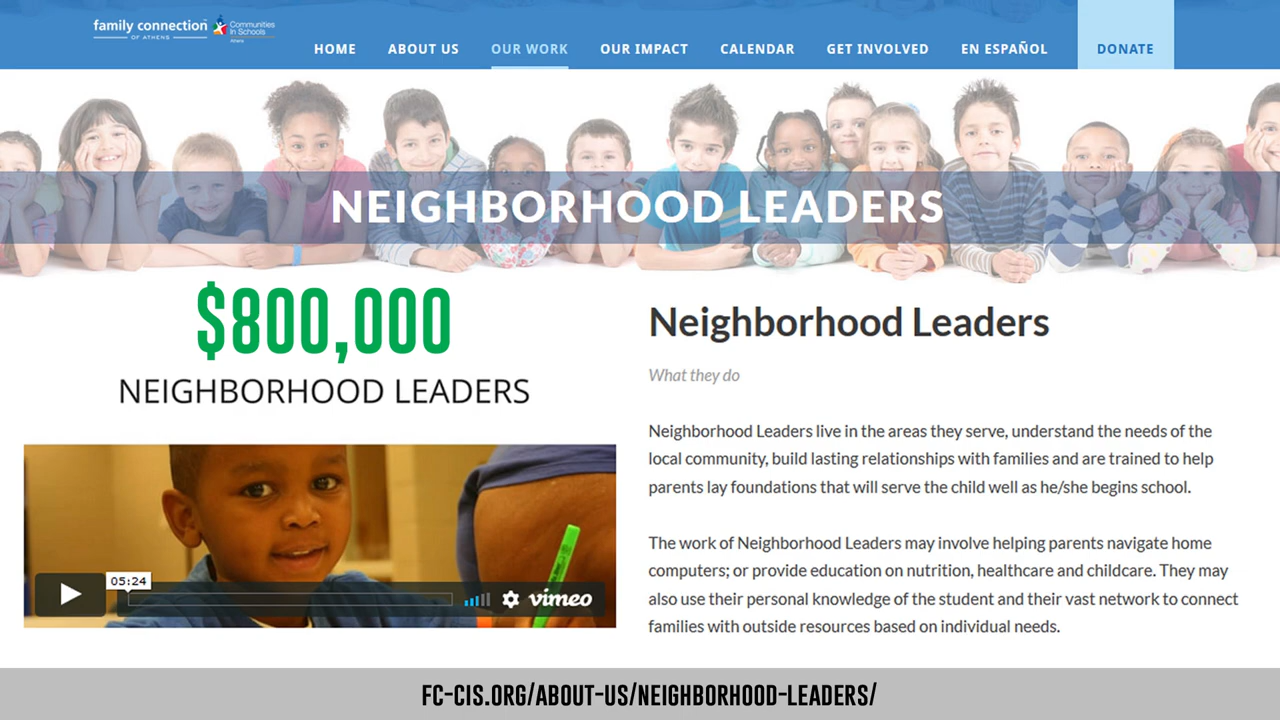 family connection
OF ATHENS
Communities
In Schools
Athens
HOME ABOUT US OUR WORK OUR IMPACT CALENDAR GET INVOLVED EN ESPAÑOL DONATE
NEIGHBORHOOD LEADERS
$800,000
NEIGHBORHOOD LEADERS
05:24
vimeo
Neighborhood Leaders
What they do
Neighborhood Leaders live in the areas they serve, understand the needs of the
local community, build lasting relationships with families and are trained to help
parents lay foundations that will serve the child well as he/she begins school.
The work of Neighborhood Leaders may involve helping parents navigate home
computers; or provide education on nutrition, healthcare and childcare. They may
also use their personal knowledge of the student and their vast network to connect
families with outside resources based on individual needs.
FC-CIS.ORG/ABOUT-US/NEIGHBORHOOD-LEADERS/